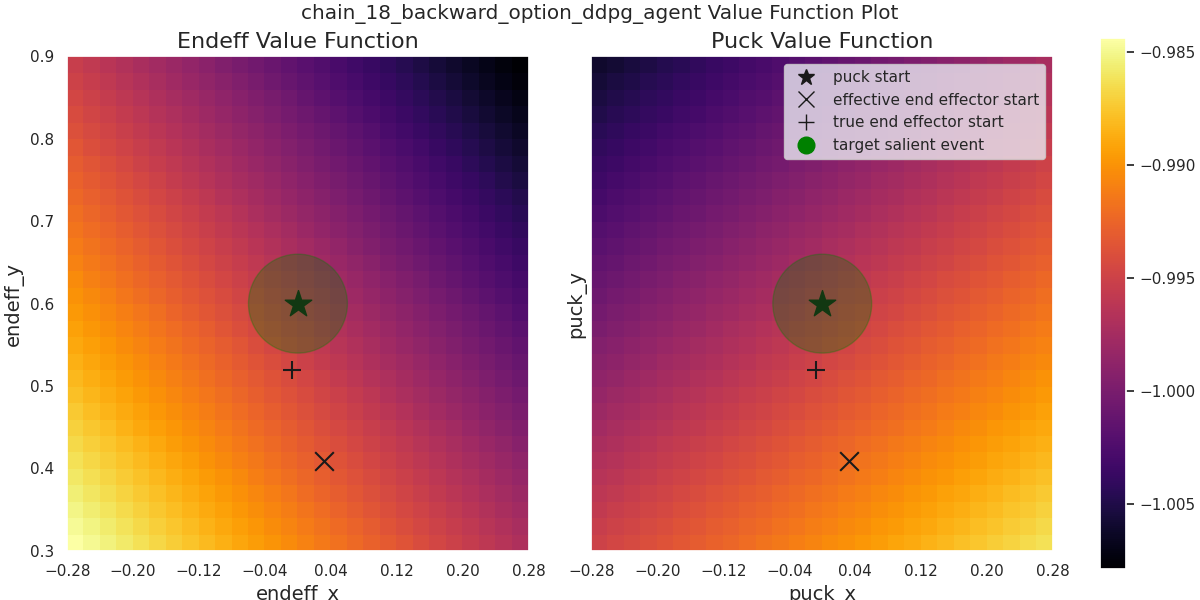 chain_18_backward_option_ddpg_agent Value Function Plot
Endeff Value Function
Puck Value Function
puck start
effective end effector start
true end effector start
target salient event
0.9
0.8
0.7
0.6
0.5
0.4
0.3
endeff_y
−0.28 −0.20 −0.12 −0.04 0.04 0.12 0.20 0.28
endeff_x
puck_y
−0.28 −0.20 −0.12 −0.04 0.04 0.12 0.20 0.28
puck_x
−0.985
−0.990
−0.995
−1.000
−1.005